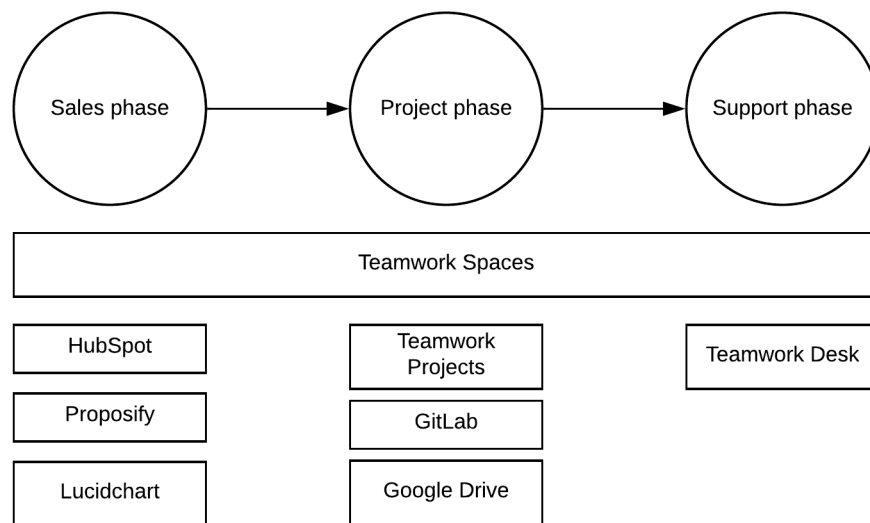 Sales phase
Project phase
Support phase
Teamwork Spaces
HubSpot
Teamwork
Projects
Teamwork Desk
Proposify
GitLab
Lucidchart
Google Drive